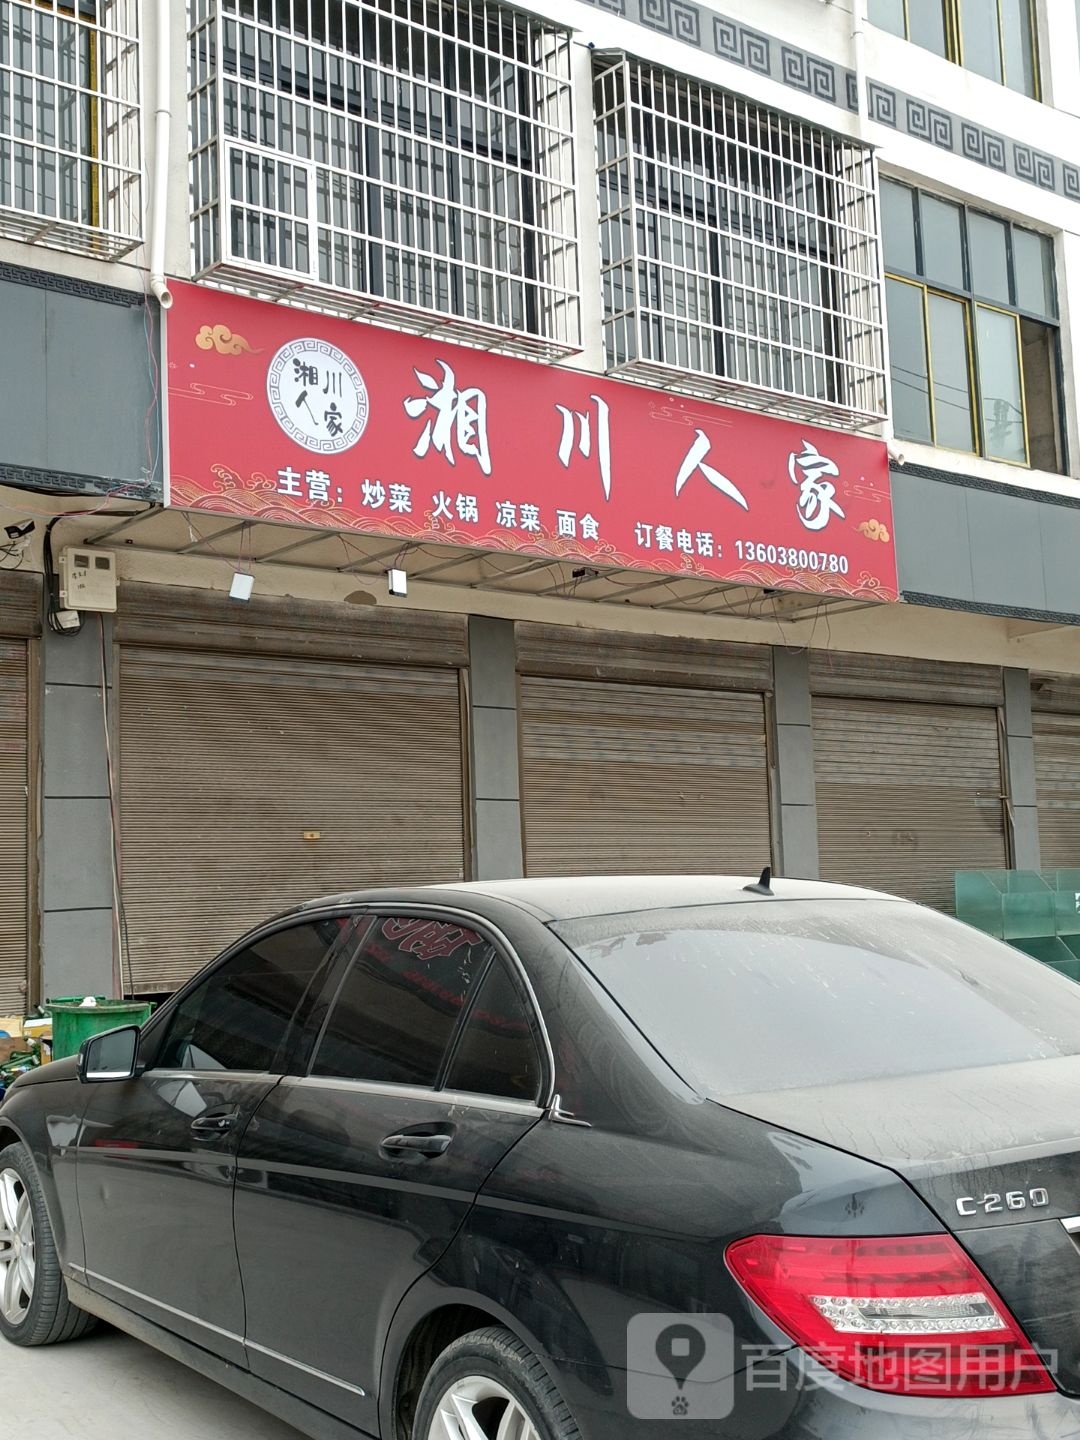 湘川
人家
湘川人家
主营：炒菜 火锅 凉菜 面食 订餐电话：13603800780
C260
百度地图用户